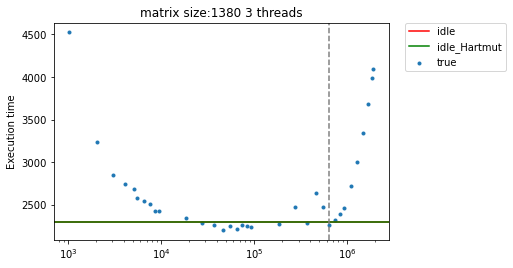 matrix size:1380 3 threads
idle
idle_Hartmut
true
Execution time
4500
4000
3500
3000
2500
10³
10⁴
10⁵
10⁶